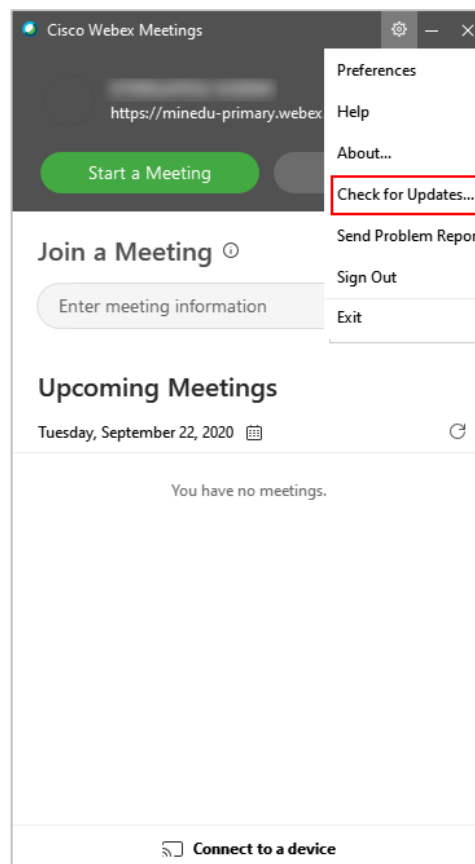 Cisco Webex Meetings
https://minedu-primary.webex
Start a Meeting
Preferences
Help
About...
Check for Updates...
Send Problem Repor
Sign Out
Exit
Join a Meeting
Enter meeting information
Upcoming Meetings
Tuesday, September 22, 2020
You have no meetings.
Connect to a device